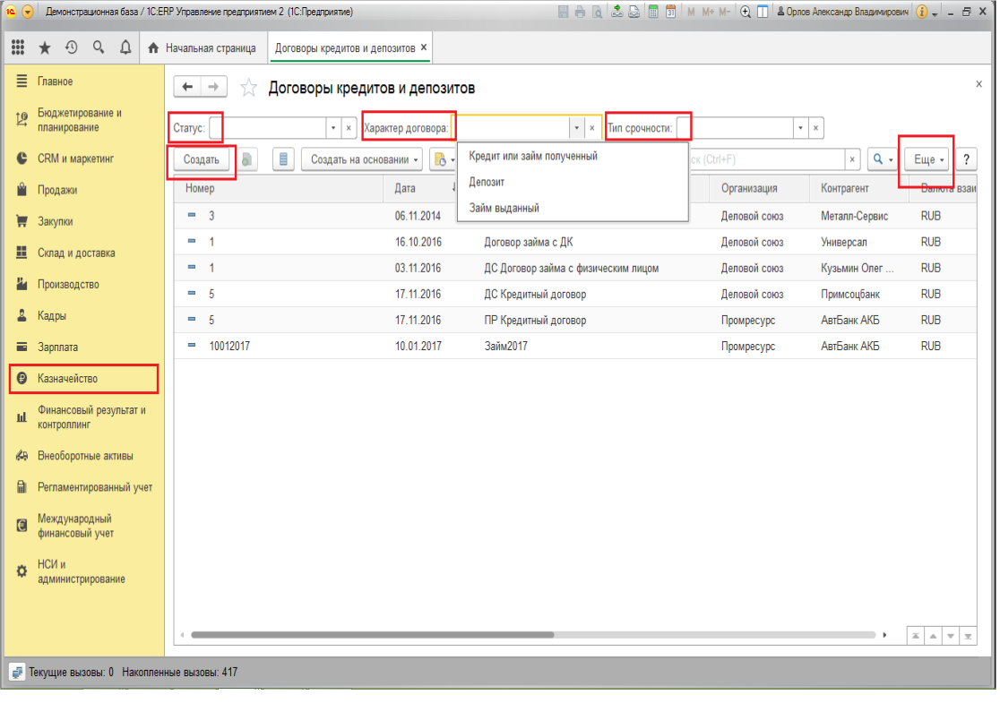 Демонстрационная база / 1С:ERP Управление предприятием 2 (1С:Предприятие)
M M+ M- Орлов Александр Владимирович
Начальная страница
Договоры кредитов и депозитов ×
Главное
Бюджетирование и
планирование
CRM и маркетинг
Продажи
Закупки
Склад и доставка
Производство
Кадры
Зарплата
Казначейство
Финансовый результат и
контроллинг
Внеоборотные активы
Регламентированный учет
Международный
финансовый учет
НСИ и
администрирование
Договоры кредитов и депозитов
Статус:
Характер договора:
Тип срочности:
Создать
Создать на основании
(Ctrl+F)
Еще
?
Кредит или займ полученный
Депозит
Займ выданный
Номер Дата Организация Контрагент Валюта взаи
3 06.11.2014 Деловой союз Металл-Сервис RUB
1 16.10.2016 Договор займа с ДК Деловой союз Универсал RUB
1 03.11.2016 ДС Договор займа с физическим лицом Деловой союз Кузьмин Олег ... RUB
5 17.11.2016 ДС Кредитный договор Деловой союз Примсоцбанк RUB
5 17.11.2016 ПР Кредитный договор Промресурс АвтБанк АКБ RUB
10012017 10.01.2017 Займ2017 Промресурс АвтБанк АКБ RUB
Текущие вызовы: 0 Накопленные вызовы: 417